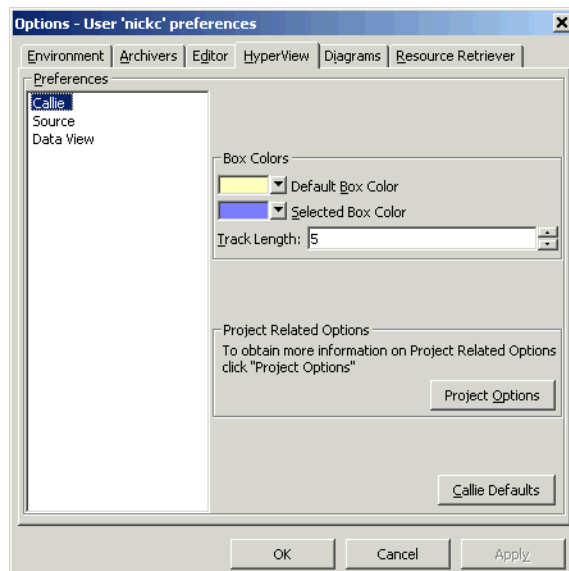 Options - User 'nickc' preferences
Environment Archivers Editor HyperView Diagrams Resource Retriever
Preferences
Callie
Source
Data View
Box Colors
Default Box Color
Selected Box Color
Track Length: 5
Project Related Options
To obtain more information on Project Related Options
click "Project Options"
Project Options
Callie Defaults
OK Cancel Apply